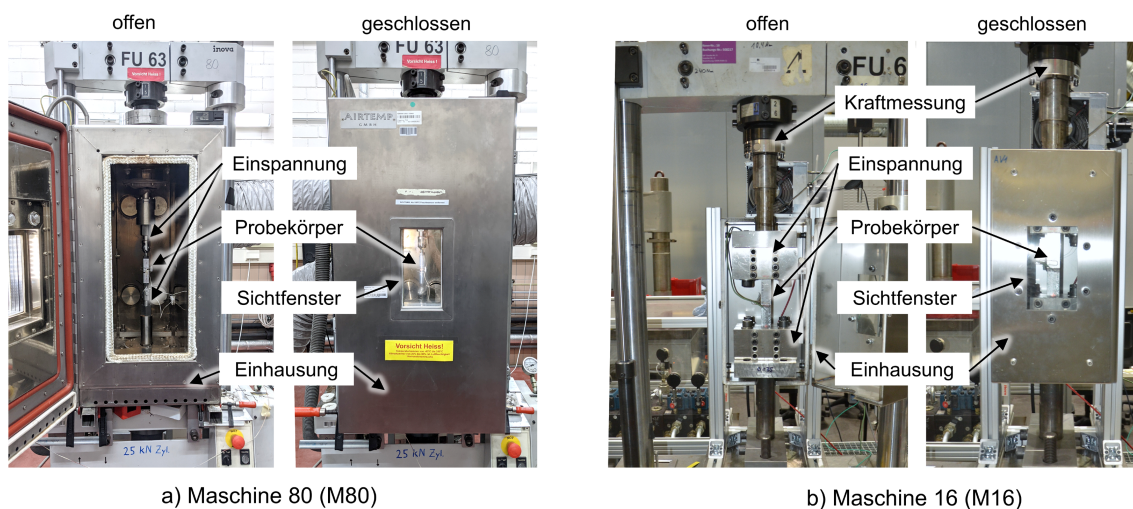 offen
geschlossen
offen
geschlossen
inova
FU 63
80
Vorsicht Heiss!
FU 63
Vorsicht Heiss!
80
FU 6
AIRTEMP
Kraftmessung
Einspannung
Einspannung
Probekörper
Probekörper
Sichtfenster
Sichtfenster
Vorsicht Heiss!
Einhausung
Einhausung
25 kN Zyl.
25 kN Zyl.
a) Maschine 80 (M80)
b) Maschine 16 (M16)